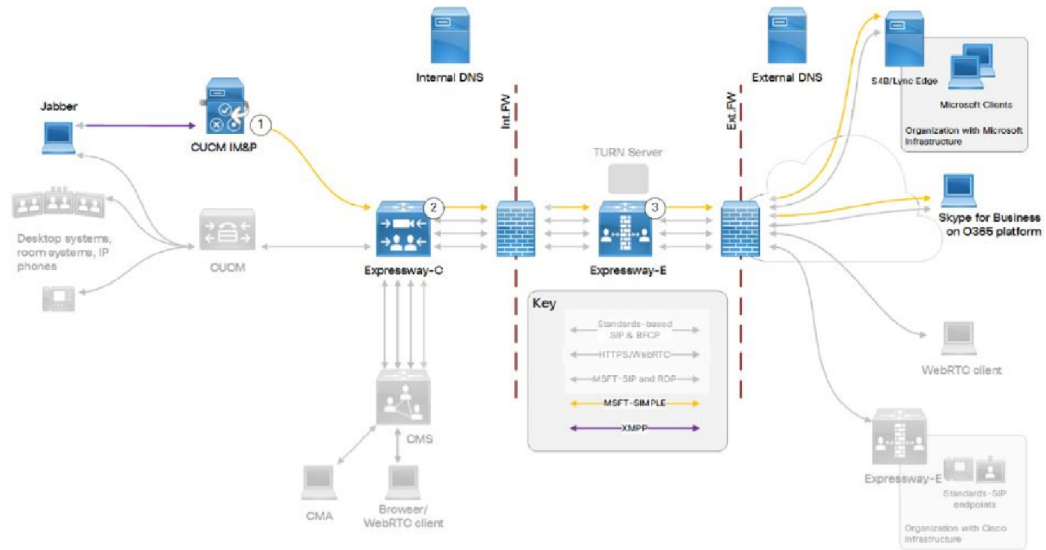 Internal DNS
External DNS
S4B/Lync Edge
Microsoft Clients
Organization with Microsoft
Infrastructure
Jabber
1
CUCM IM&P
Int.FW
Ext.FW
TURN Server
2
3
Desktop systems,
room systems, IP
phones
CUCM
Expressway-C
Expressway-E
Skype for Business
on O365 platform
Key
Standards-based
SIP & BFCP
HTTPS/WebRTC
MSFT-SIP and RDP
MSFT-SIMPLE
XMPP
WebRTC client
CMS
CMA
Browser/
WebRTC client
Expressway-E
Standards-SIP
endpoints
Organization with Cisco
Infrastructure